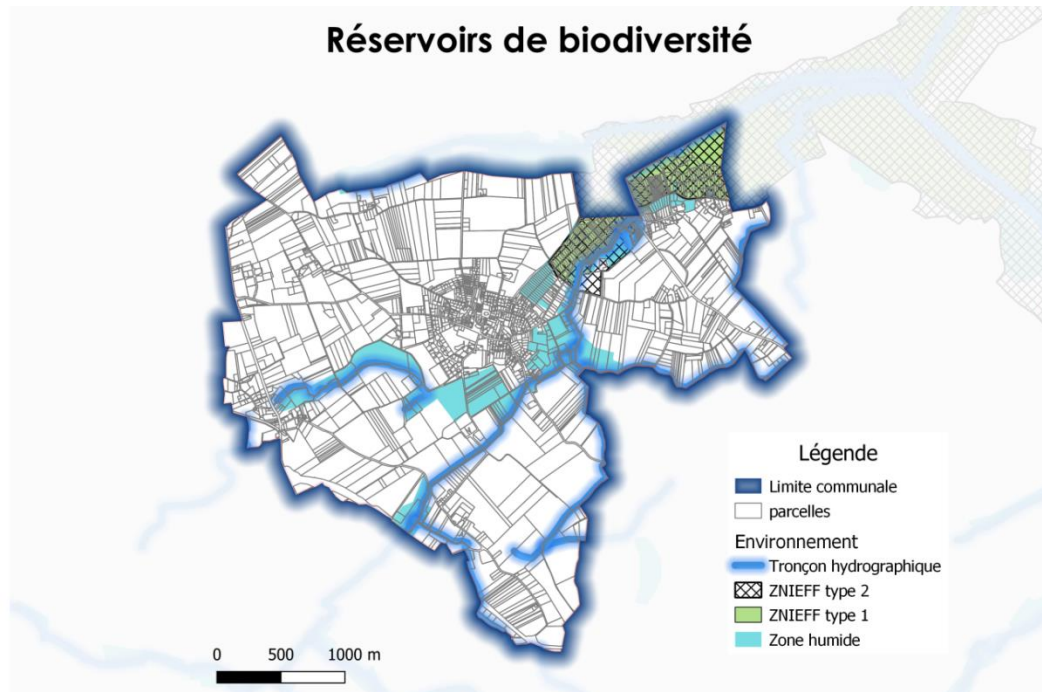 Réservoirs de biodiversité
Légende
Limite communale
parcelles
Environnement
Tronçon hydrographique
ZNIEFF type 2
ZNIEFF type 1
Zone humide
0 500 1000 m